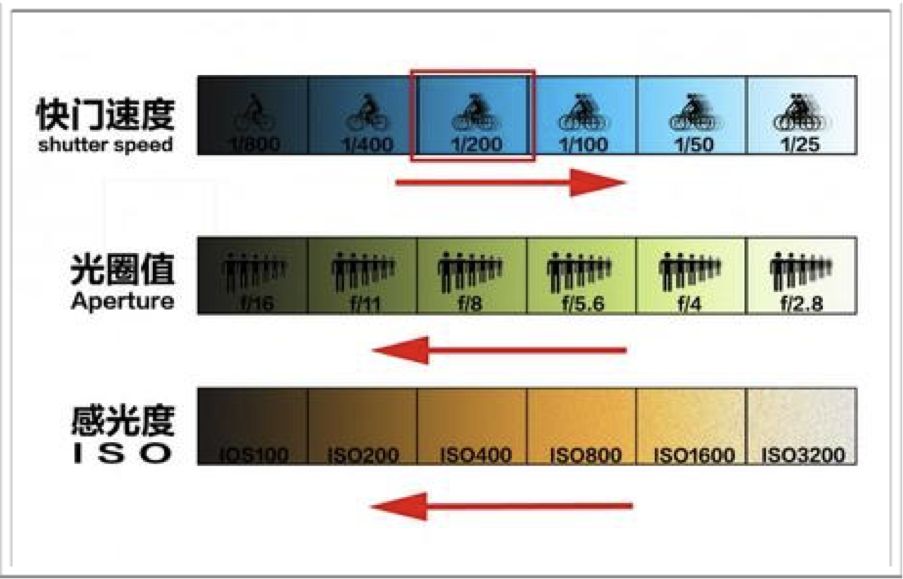 快门速度
shutter speed
1/800 1/400 1/200 1/100 1/50 1/25
光圈值
Aperture
f/16 f/11 f/8 f/5.6 f/4 f/2.8
感光度
ISO
IOS100 ISO200 ISO400 ISO800 ISO1600 ISO3200